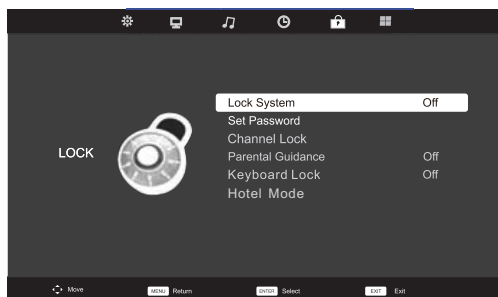 LOCK
Lock System Off
Set Password
Channel Lock
Parental Guidance Off
Keyboard Lock Off
Hotel Mode
Move MENU Return ENTER Select EXIT Exit